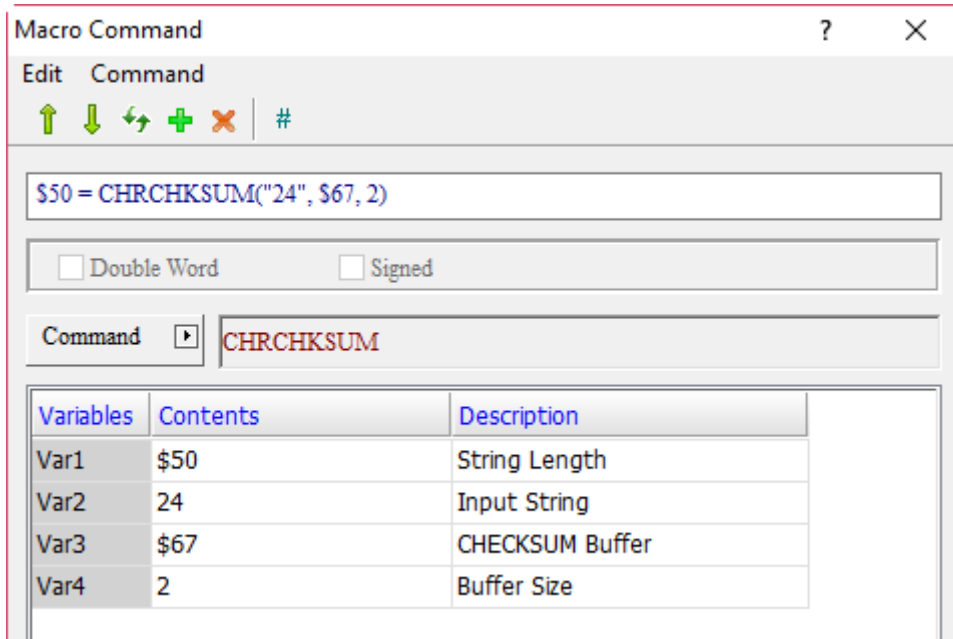 Macro Command ?
Edit Command
#
$50 = CHRCHKSUM("24", $67, 2)
Double Word Signed
Command CHRCHKSUM
Variables Contents Description
Var1 $50 String Length
Var2 24 Input String
Var3 $67 CHECKSUM Buffer
Var4 2 Buffer Size